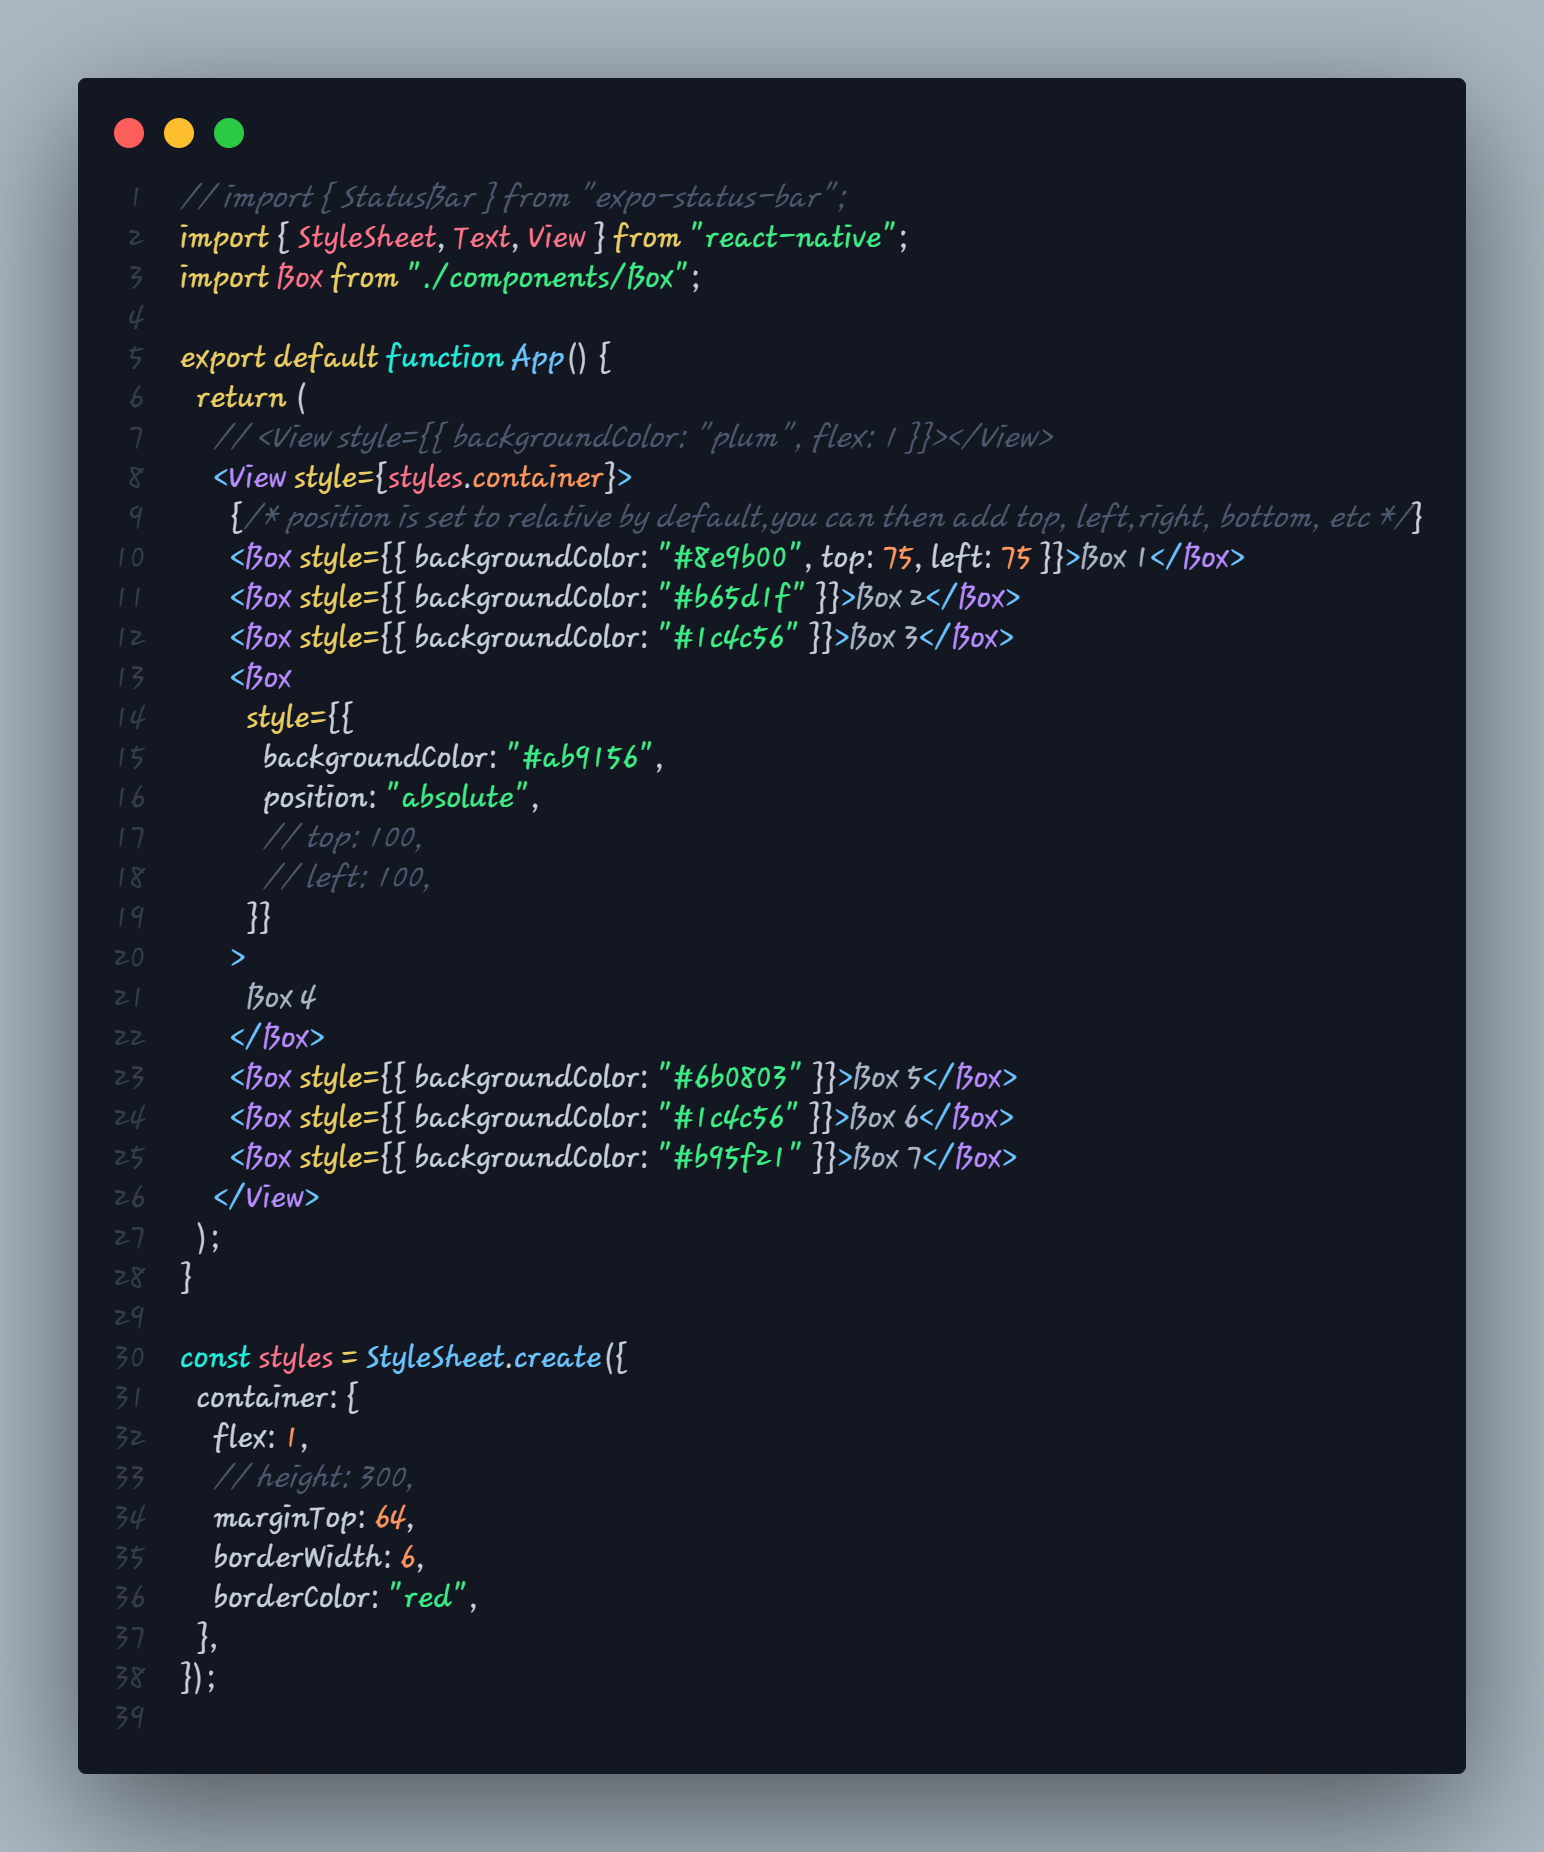 1 // import { StatusBar } from "expo-status-bar";
2 import { StyleSheet, Text, View } from "react-native";
3 import Box from "./components/Box";
4
5 export default function App() {
6   return (
7     // <View style={{ backgroundColor: "plum", flex: 1 }}></View>
8     <View style={styles.container}>
9       {/* position is set to relative by default,you can then add top, left,right, bottom, etc */}
10       <Box style={{ backgroundColor: "#8e9b00", top: 75, left: 75 }}>Box 1</Box>
11       <Box style={{ backgroundColor: "#b65d1f" }}>Box 2</Box>
12       <Box style={{ backgroundColor: "#1c4c56" }}>Box 3</Box>
13       <Box
14         style={{
15           backgroundColor: "#ab9156",
16           position: "absolute",
17           // top: 100,
18           // left: 100,
19         }}
20       >
21         Box 4
22       </Box>
23       <Box style={{ backgroundColor: "#6b0803" }}>Box 5</Box>
24       <Box style={{ backgroundColor: "#1c4c56" }}>Box 6</Box>
25       <Box style={{ backgroundColor: "#b95f21" }}>Box 7</Box>
26     </View>
27   );
28 }
29
30 const styles = StyleSheet.create({
31   container: {
32     flex: 1,
33     // height: 300,
34     marginTop: 64,
35     borderWidth: 6,
36     borderColor: "red",
37   },
38 });
39